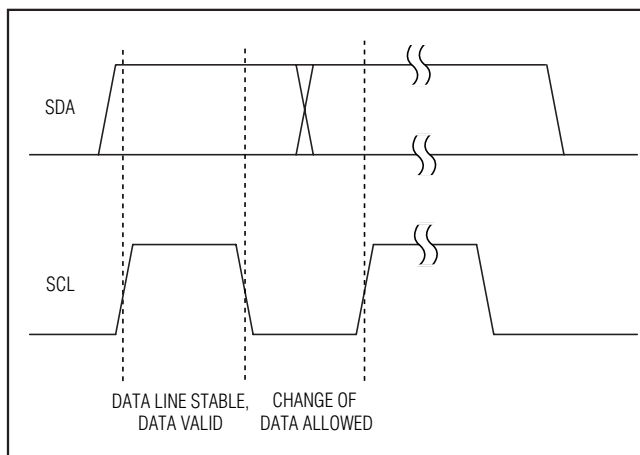 SDA
SCL
DATA LINE STABLE,
DATA VALID
CHANGE OF
DATA ALLOWED